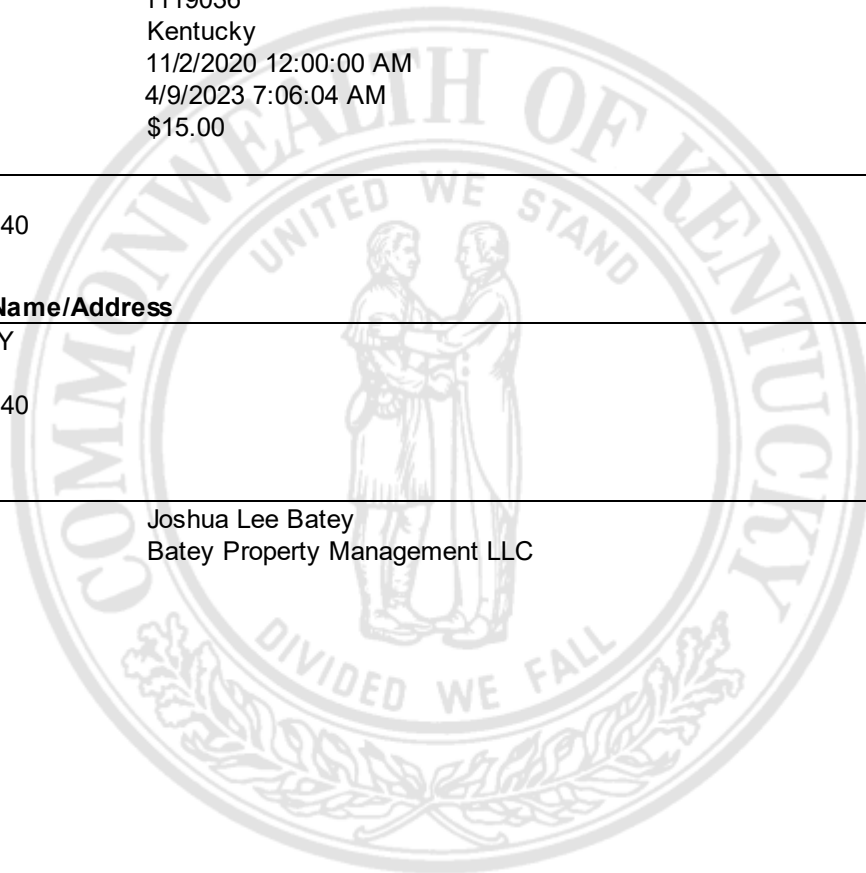 Kentucky
11/2/2020 12:00:00 AM
4/9/2023 7:06:04 AM
$15.00
40
Name/Address
Y
40
Joshua Lee Batey
Batey Property Management LLC
COMMONWEALTH OF KENTUCKY
UNITED WE STAND
DIVIDED WE FALL